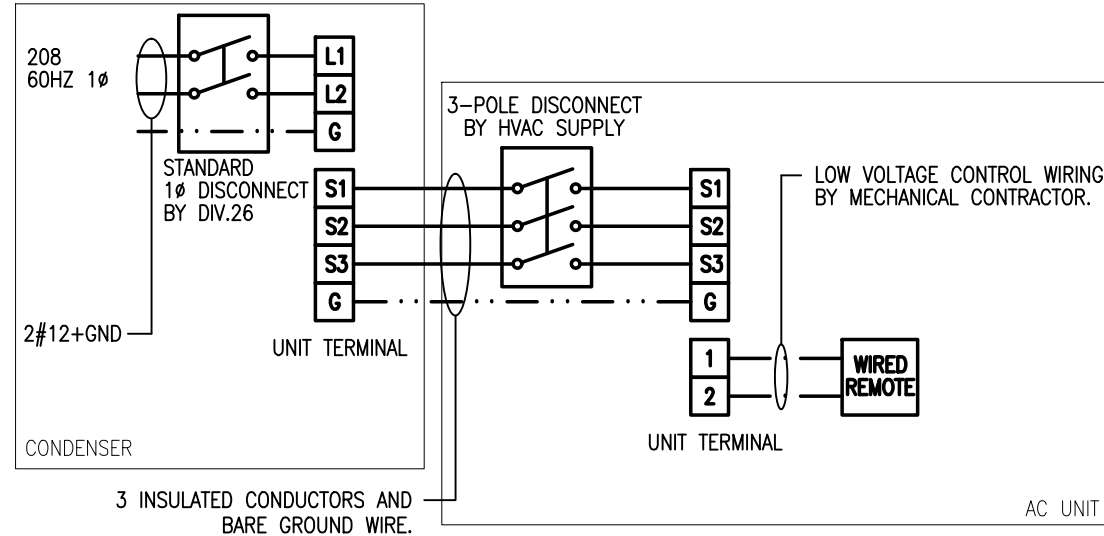 208
60HZ 1ø
L1
L2
G
STANDARD
1ø DISCONNECT
BY DIV.26
S1
S2
S3
G
UNIT TERMINAL
2#12+GND
CONDENSER
3 INSULATED CONDUCTORS AND
BARE GROUND WIRE.
3-POLE DISCONNECT
BY HVAC SUPPLY
S1
S2
S3
G
LOW VOLTAGE CONTROL WIRING
BY MECHANICAL CONTRACTOR.
1
2
WIRED
REMOTE
UNIT TERMINAL
AC UNIT